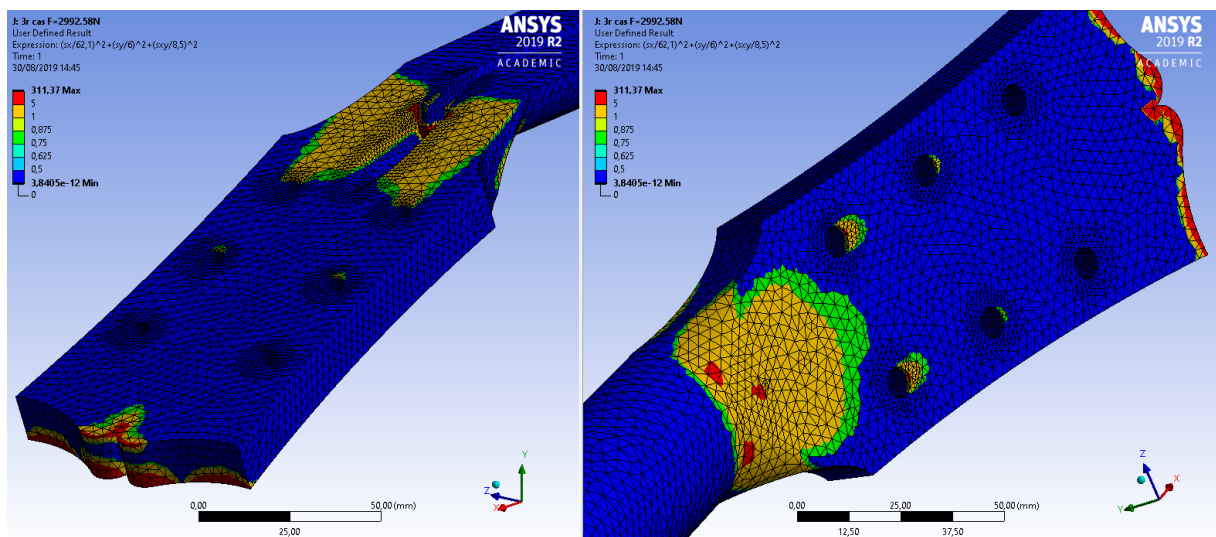 J: 3r cas F=2992.58N
User Defined Result
Expression: (sx/62,1)^2+(sy/6)^2+(sxy/8,5)^2
Time: 1
30/08/2019 14:45
311,37 Max
5
1
0,875
0,75
0,625
0,5
3,8405e-12 Min
0
ANSYS
2019 R2
ACADEMIC
Y
Z
X
0,00
50,00 (mm)
25,00
J: 3r cas F=2992.58N
User Defined Result
Expression: (sx/62,1)^2+(sy/6)^2+(sxy/8,5)^2
Time: 1
30/08/2019 14:45
311,37 Max
5
1
0,875
0,75
0,625
0,5
3,8405e-12 Min
0
ANSYS
2019 R2
ACADEMIC
Z
X
Y
0,00
25,00
50,00 (mm)
12,50
37,50